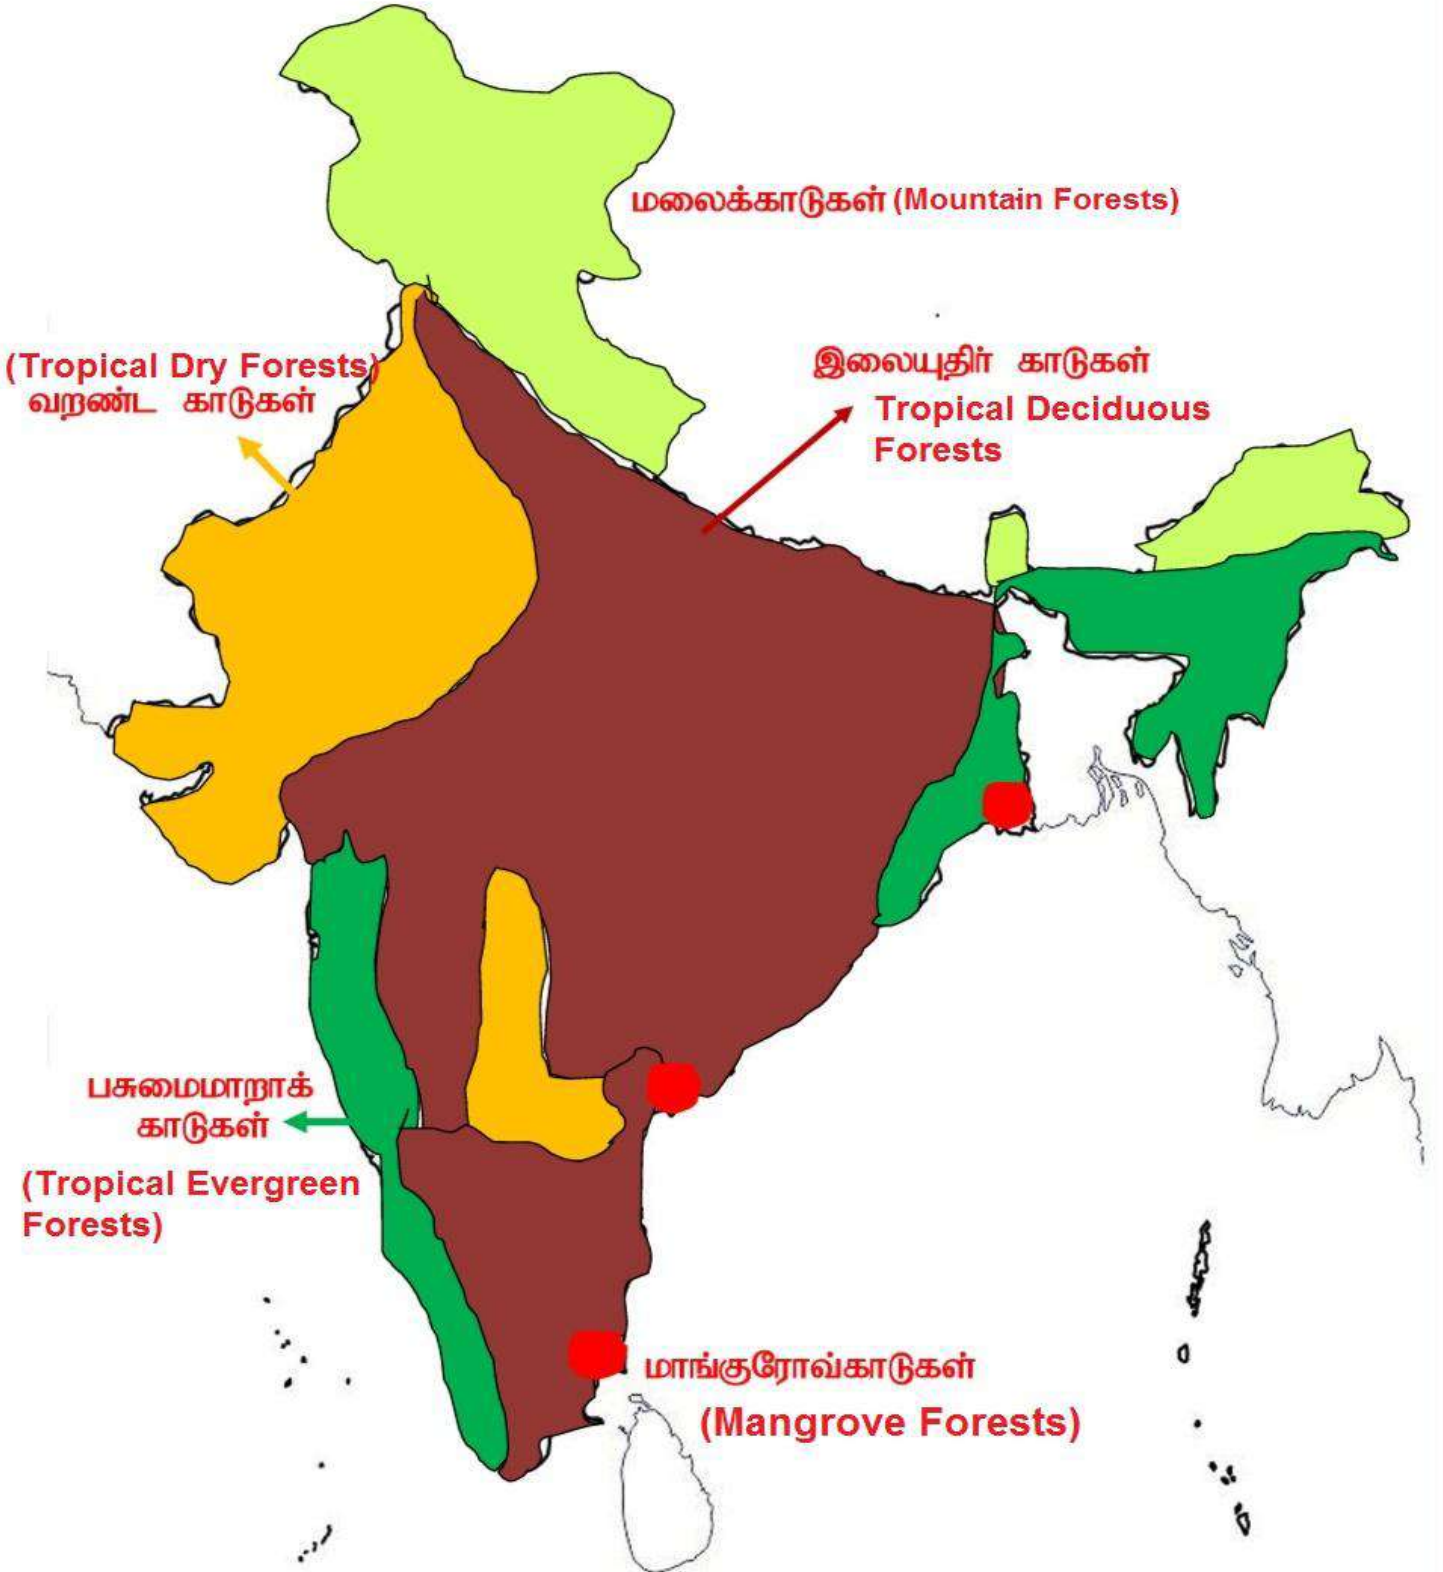 மலைக்காடுகள் (Mountain Forests)
(Tropical Dry Forests)
வறண்ட காடுகள்
இலையுதிர் காடுகள்
Tropical Deciduous
Forests
பசுமைமாறாக்
காடுகள்
(Tropical Evergreen
Forests)
மாங்குரோவ்காடுகள்
(Mangrove Forests)